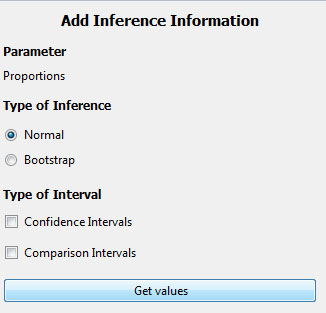 Add Inference Information
Parameter
Proportions
Type of Inference
Normal
Bootstrap
Type of Interval
Confidence Intervals
Comparison Intervals
Get values